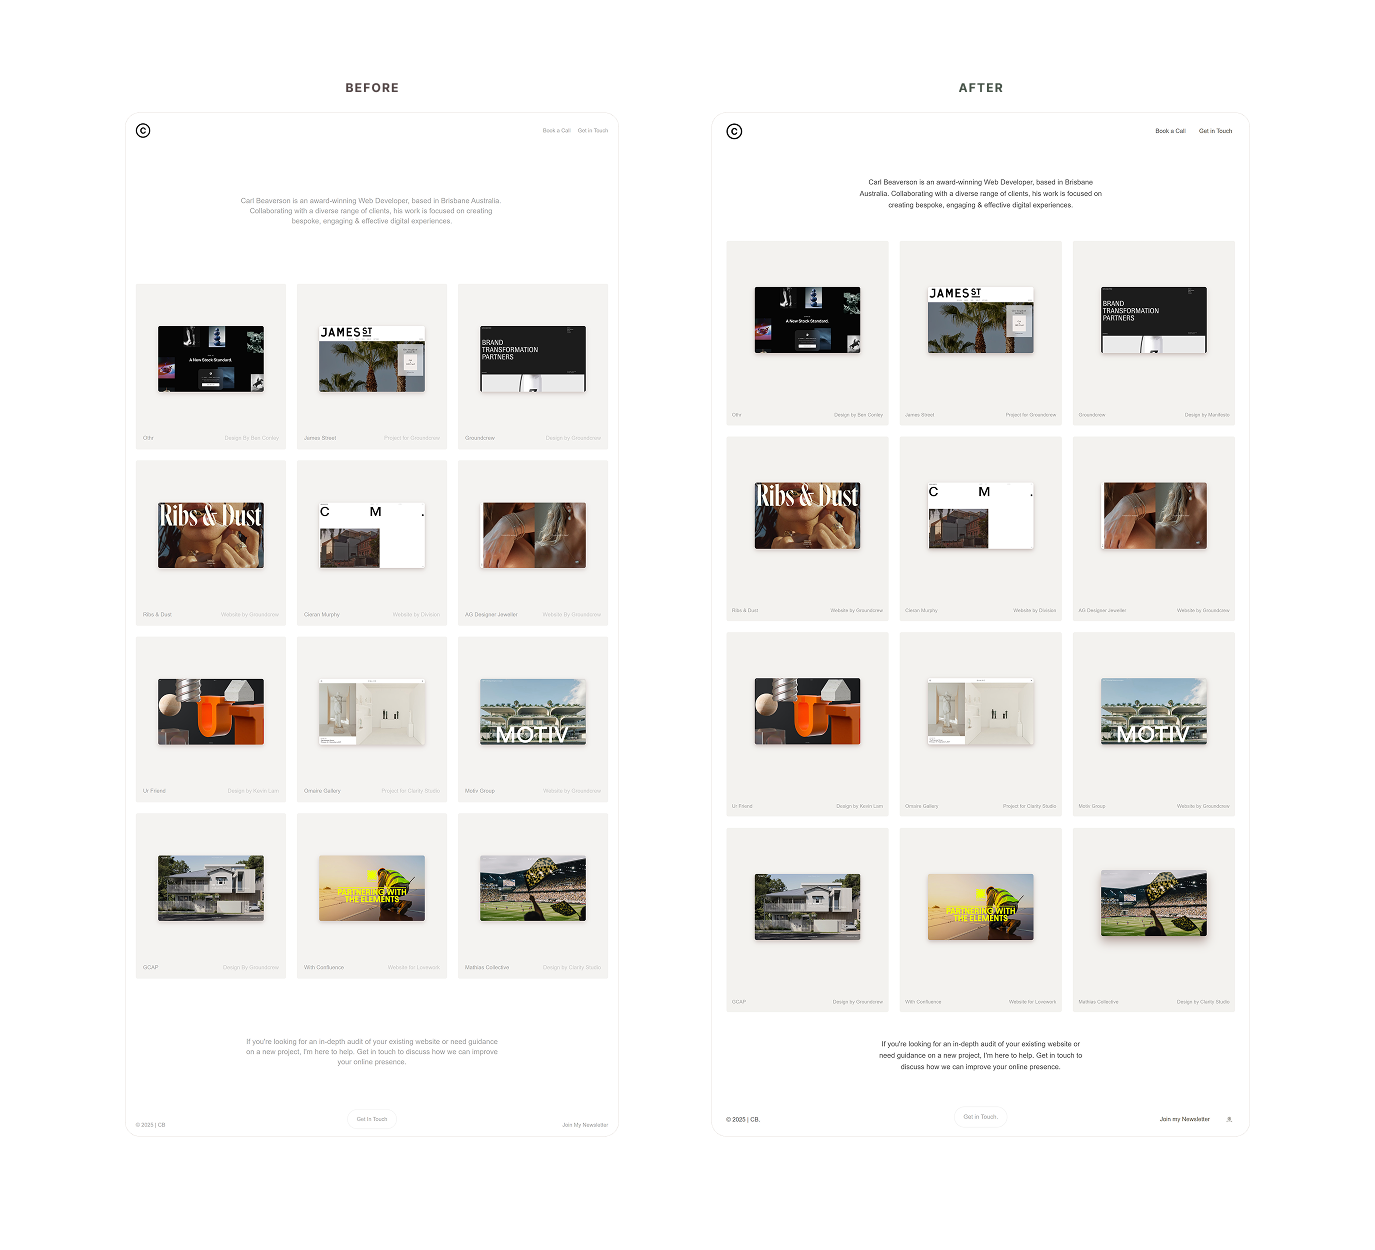 BEFORE
C
Book a Call Get in Touch
Carl Beaverson is an award-winning Web Developer, based in Brisbane Australia.
Collaborating with a diverse range of clients, his work is focused on creating
bespoke, engaging & effective digital experiences.
A New Stock Standard.
JAMES ST
BRAND
TRANSFORMATION
PARTNERS
Othr Design By Ben Conley
James Street Project for Groundcrew
Groundcrew Design by Groundcrew
Ribs & Dust
C M .
Ribs & Dust Website by Groundcrew
Cieran Murphy Website by Division
AG Designer Jeweller Website By Groundcrew
MOTIV
Ur Friend Design by Kevin Lam
Omaire Gallery Project for Clarity Studio
Motiv Group Website by Groundcrew
PARTNERING WITH
THE ELEMENTS
GCAP Design By Groundcrew
With Confluence Website for Lovework
Mathias Collective Design by Clarity Studio
If you're looking for an in-depth audit of your existing website or need guidance
on a new project, I'm here to help. Get in touch to discuss how we can improve
your online presence.
© 2025 | CB
Get In Touch
Join My Newsletter
AFTER
C
Book a Call Get in Touch
Carl Beaverson is an award-winning Web Developer, based in Brisbane
Australia. Collaborating with a diverse range of clients, his work is focused on
creating bespoke, engaging & effective digital experiences.
A New Stock Standard.
JAMES ST
BRAND
TRANSFORMATION
PARTNERS
Othr Design by Ben Conley
James Street Project for Groundcrew
Groundcrew Design by Manifesto
Ribs & Dust
C M .
Ribs & Dust Website by Groundcrew
Cieran Murphy Website by Division
AG Designer Jeweller Website by Groundcrew
MOTIV
Ur Friend Design by Kevin Lam
Omaire Gallery Project for Clarity Studio
Motiv Group Website by Groundcrew
PARTNERING WITH
THE ELEMENTS
GCAP Design by Groundcrew
With Confluence Website for Lovework
Mathias Collective Design by Clarity Studio
If you're looking for an in-depth audit of your existing website or
need guidance on a new project, I'm here to help. Get in touch to
discuss how we can improve your online presence.
© 2025 | CB.
Get in Touch.
Join my Newsletter